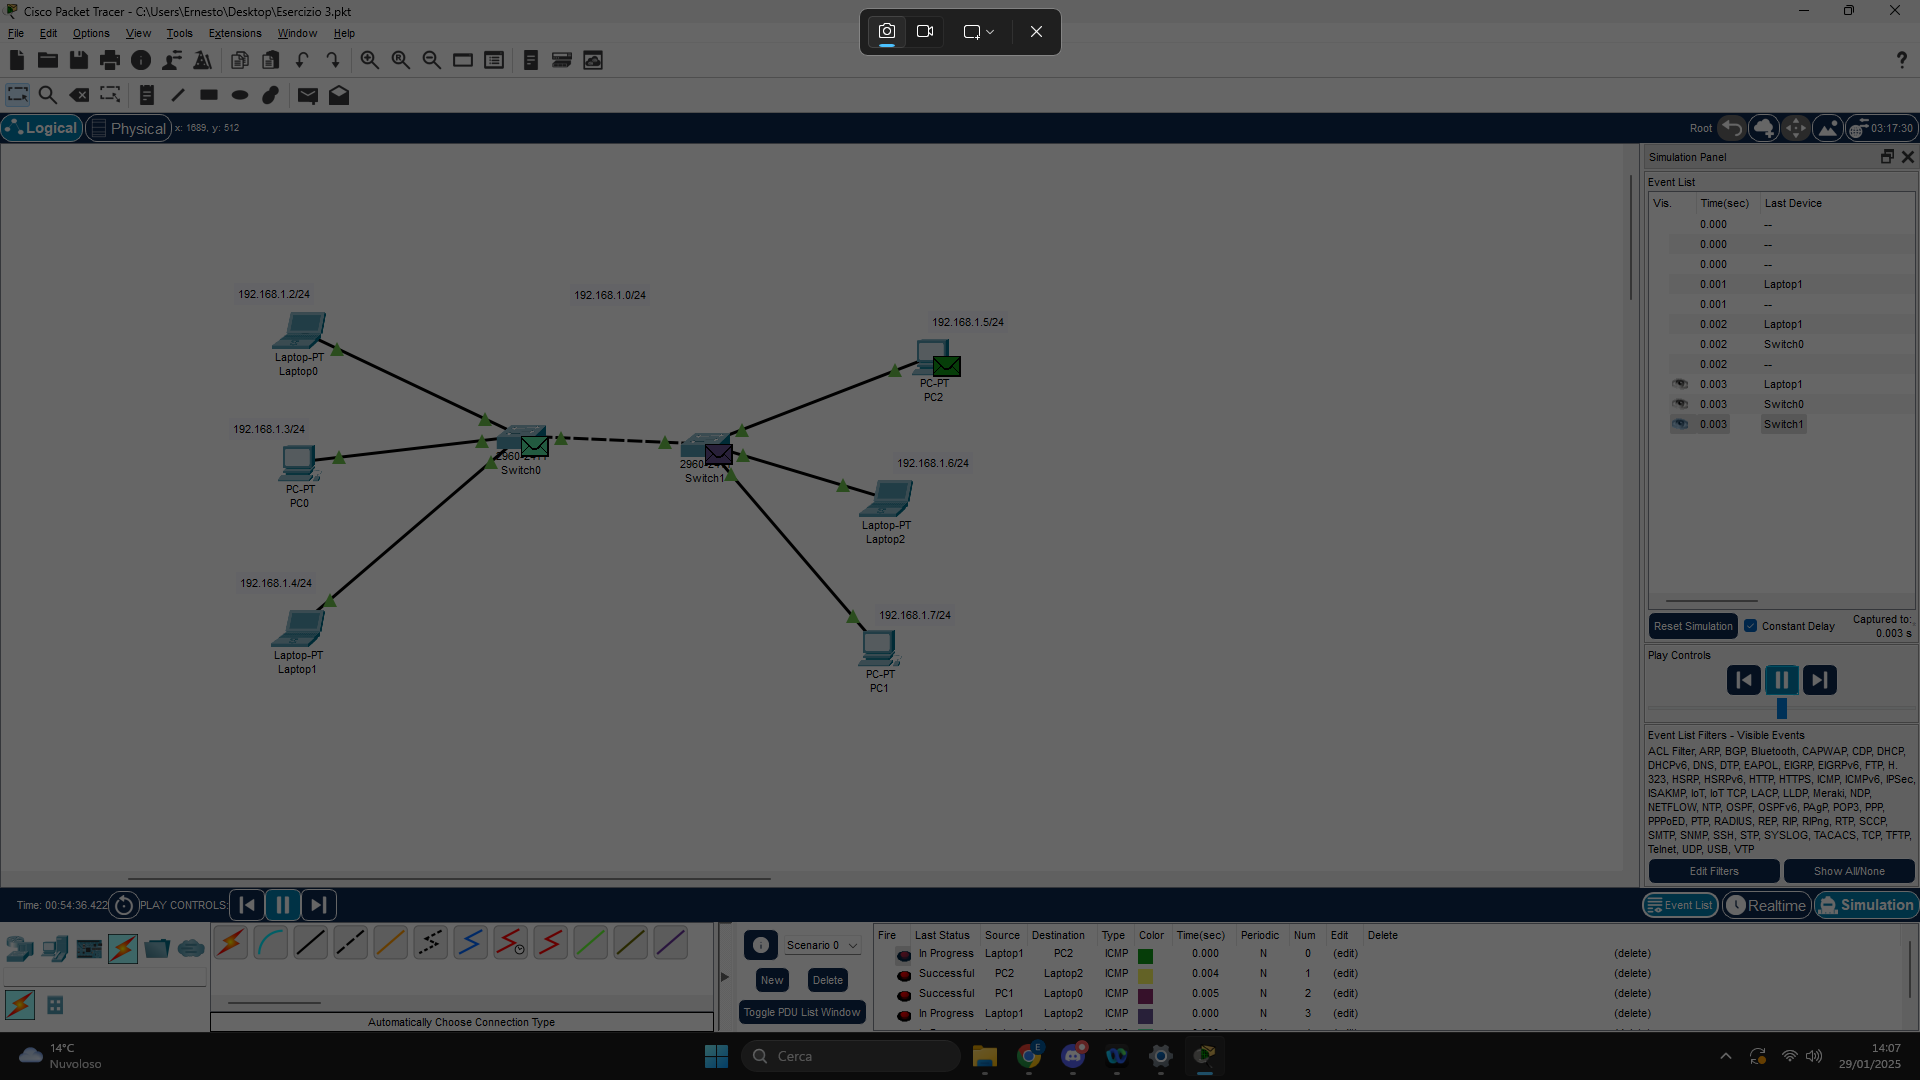 Cisco Packet Tracer - C:\Users\Ernesto\Desktop\Esercizio 3.pkt
File Edit Options View Tools Extensions Window Help
Logical Physical x: 1689, y: 512 Root 03:17:30
192.168.1.2/24
192.168.1.0/24
Laptop-PT
Laptop0
192.168.1.5/24
PC-PT
PC2
192.168.1.3/24
PC-PT
PC0
Switch0
Switch1
192.168.1.6/24
Laptop-PT
Laptop2
192.168.1.4/24
Laptop-PT
Laptop1
192.168.1.7/24
PC-PT
PC1
Simulation Panel
Event List
Vis. Time(sec) Last Device
0.000 --
0.000 --
0.000 --
0.001 Laptop1
0.001 --
0.002 Laptop1
0.002 Switch0
0.002 --
0.003 Laptop1
0.003 Switch0
0.003 Switch1
Reset Simulation Constant Delay Captured to:
0.003 s
Play Controls
Event List Filters - Visible Events
ACL Filter, ARP, BGP, Bluetooth, CAPWAP, CDP, DHCP,
DHCPv6, DNS, DTP, EAPOL, EIGRP, EIGRPv6, FTP, H.
323, HSRP, HSRPv6, HTTP, HTTPS, ICMP, ICMPv6, IPSec,
ISAKMP, IoT, IoT TCP, LACP, LLDP, Meraki, NDP,
NETFLOW, NTP, OSPF, OSPFv6, PAgP, POP3, PPP,
PPPoED, PTP, RADIUS, REP, RIP, RIPng, RTP, SCCP,
SMTP, SNMP, SSH, STP, SYSLOG, TACACS, TCP, TFTP,
Telnet, UDP, USB, VTP
Edit Filters Show All/None
Time: 00:54:36.422 PLAY CONTROLS: Event List Realtime Simulation
Scenario 0
New Delete
Toggle PDU List Window
Automatically Choose Connection Type
Fire Last Status Source Destination Type Color Time(sec) Periodic Num Edit Delete
In Progress Laptop1 PC2 ICMP 0.000 N 0 (edit) (delete)
Successful PC2 Laptop2 ICMP 0.004 N 1 (edit) (delete)
Successful PC1 Laptop0 ICMP 0.005 N 2 (edit) (delete)
In Progress Laptop1 Laptop2 ICMP 0.000 N 3 (edit) (delete)
14°C
Nuvoloso
Cerca
14:07
29/01/2025